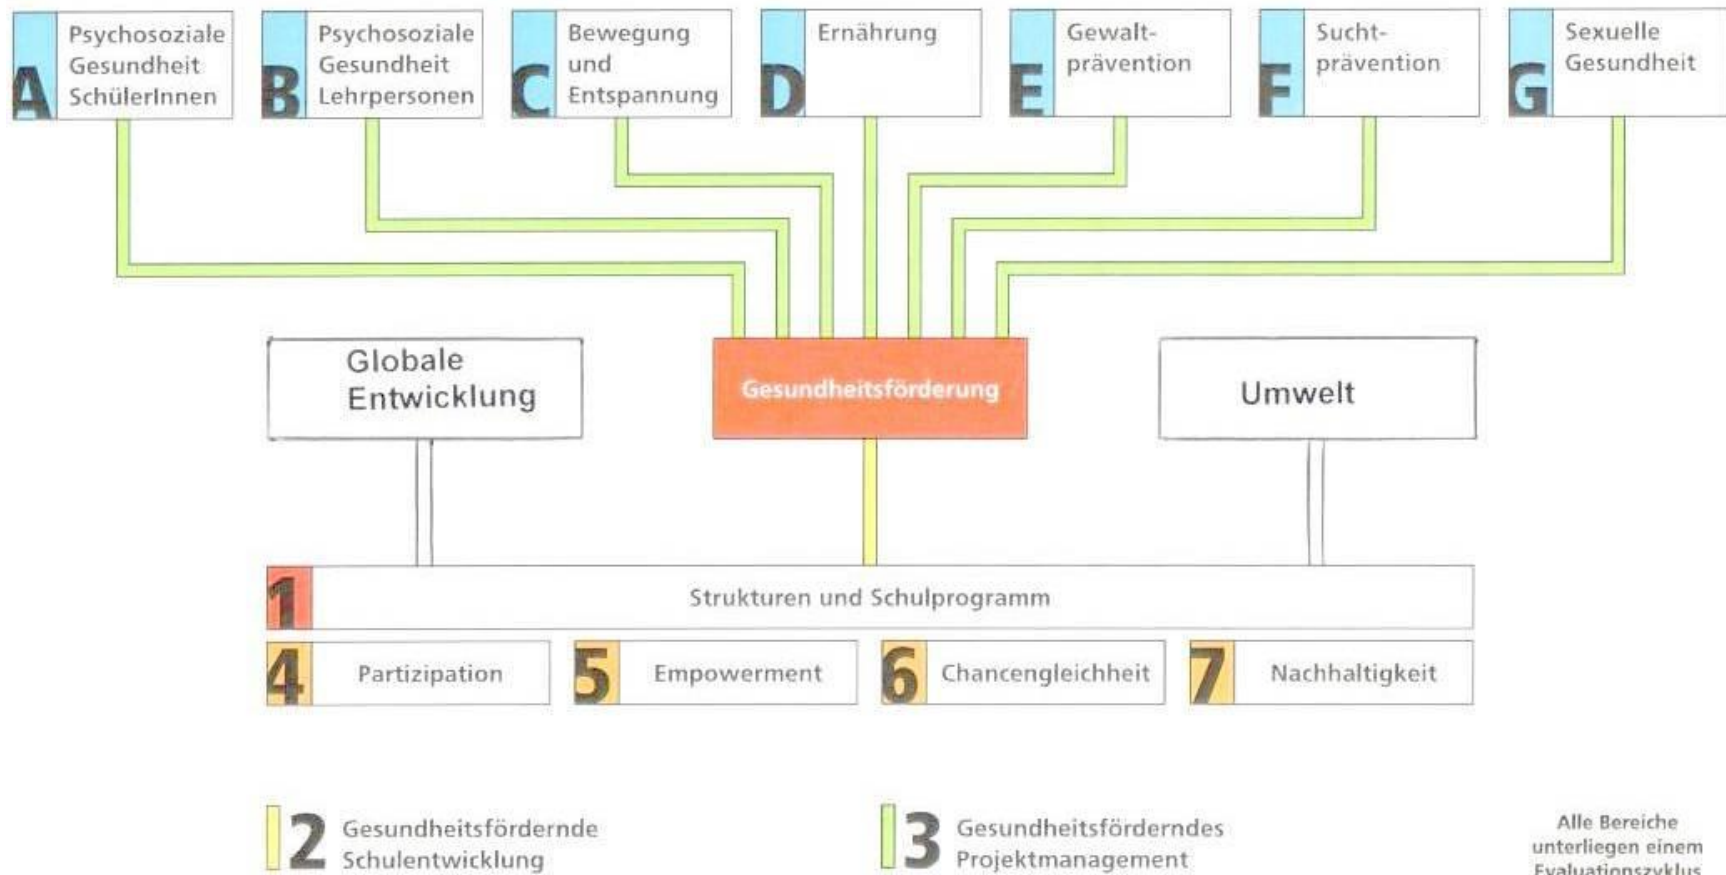 A
Psychosoziale
Gesundheit
SchülerInnen
B
Psychosoziale
Gesundheit
Lehrpersonen
C
Bewegung
und
Entspannung
D
Ernährung
E
Gewalt-
prävention
F
Sucht-
prävention
G
Sexuelle
Gesundheit
Globale
Entwicklung
Gesundheitsförderung
Umwelt
1
Strukturen und Schulprogramm
4
Partizipation
5
Empowerment
6
Chancengleichheit
7
Nachhaltigkeit
2
Gesundheitsfördernde
Schulentwicklung
3
Gesundheitsförderndes
Projektmanagement
Alle Bereiche
unterliegen einem
Evaluationszyklus